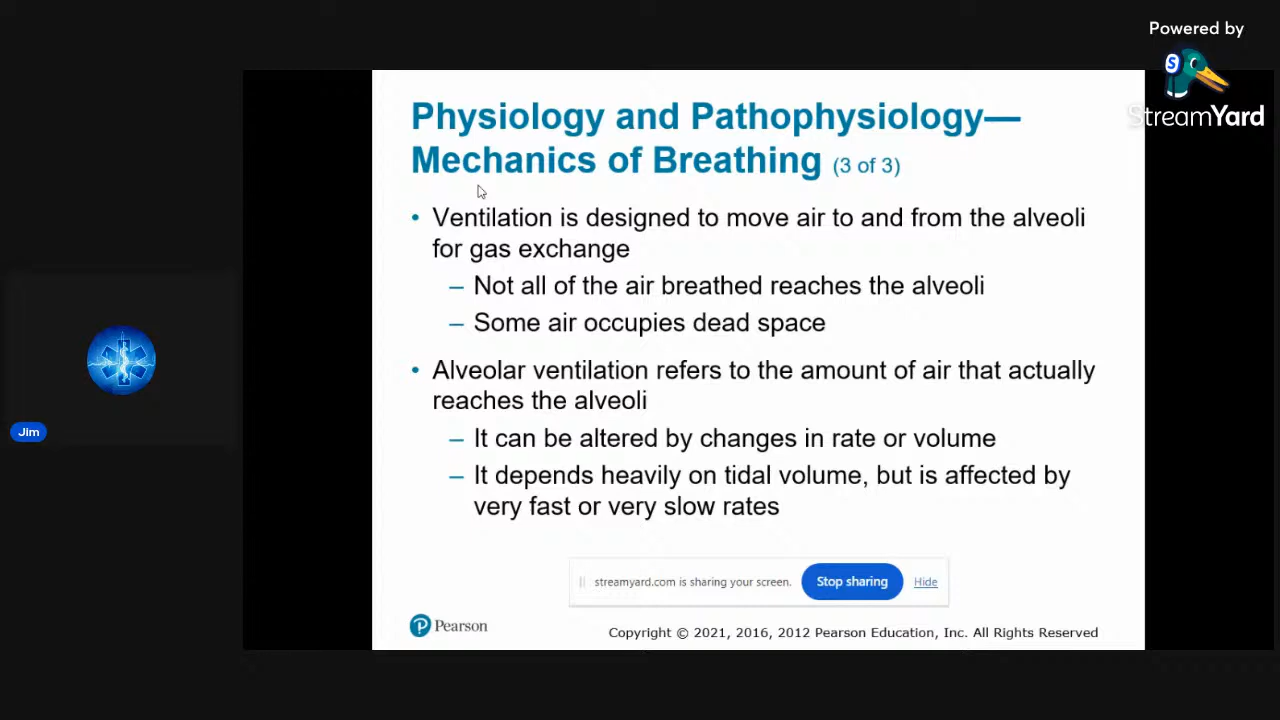 Powered by
S
StreamYard
Physiology and Pathophysiology—
Mechanics of Breathing (3 of 3)
• Ventilation is designed to move air to and from the alveoli
for gas exchange
– Not all of the air breathed reaches the alveoli
– Some air occupies dead space
• Alveolar ventilation refers to the amount of air that actually
reaches the alveoli
– It can be altered by changes in rate or volume
– It depends heavily on tidal volume, but is affected by
very fast or very slow rates
Jim
streamyard.com is sharing your screen. Stop sharing Hide
P Pearson
Copyright © 2021, 2016, 2012 Pearson Education, Inc. All Rights Reserved